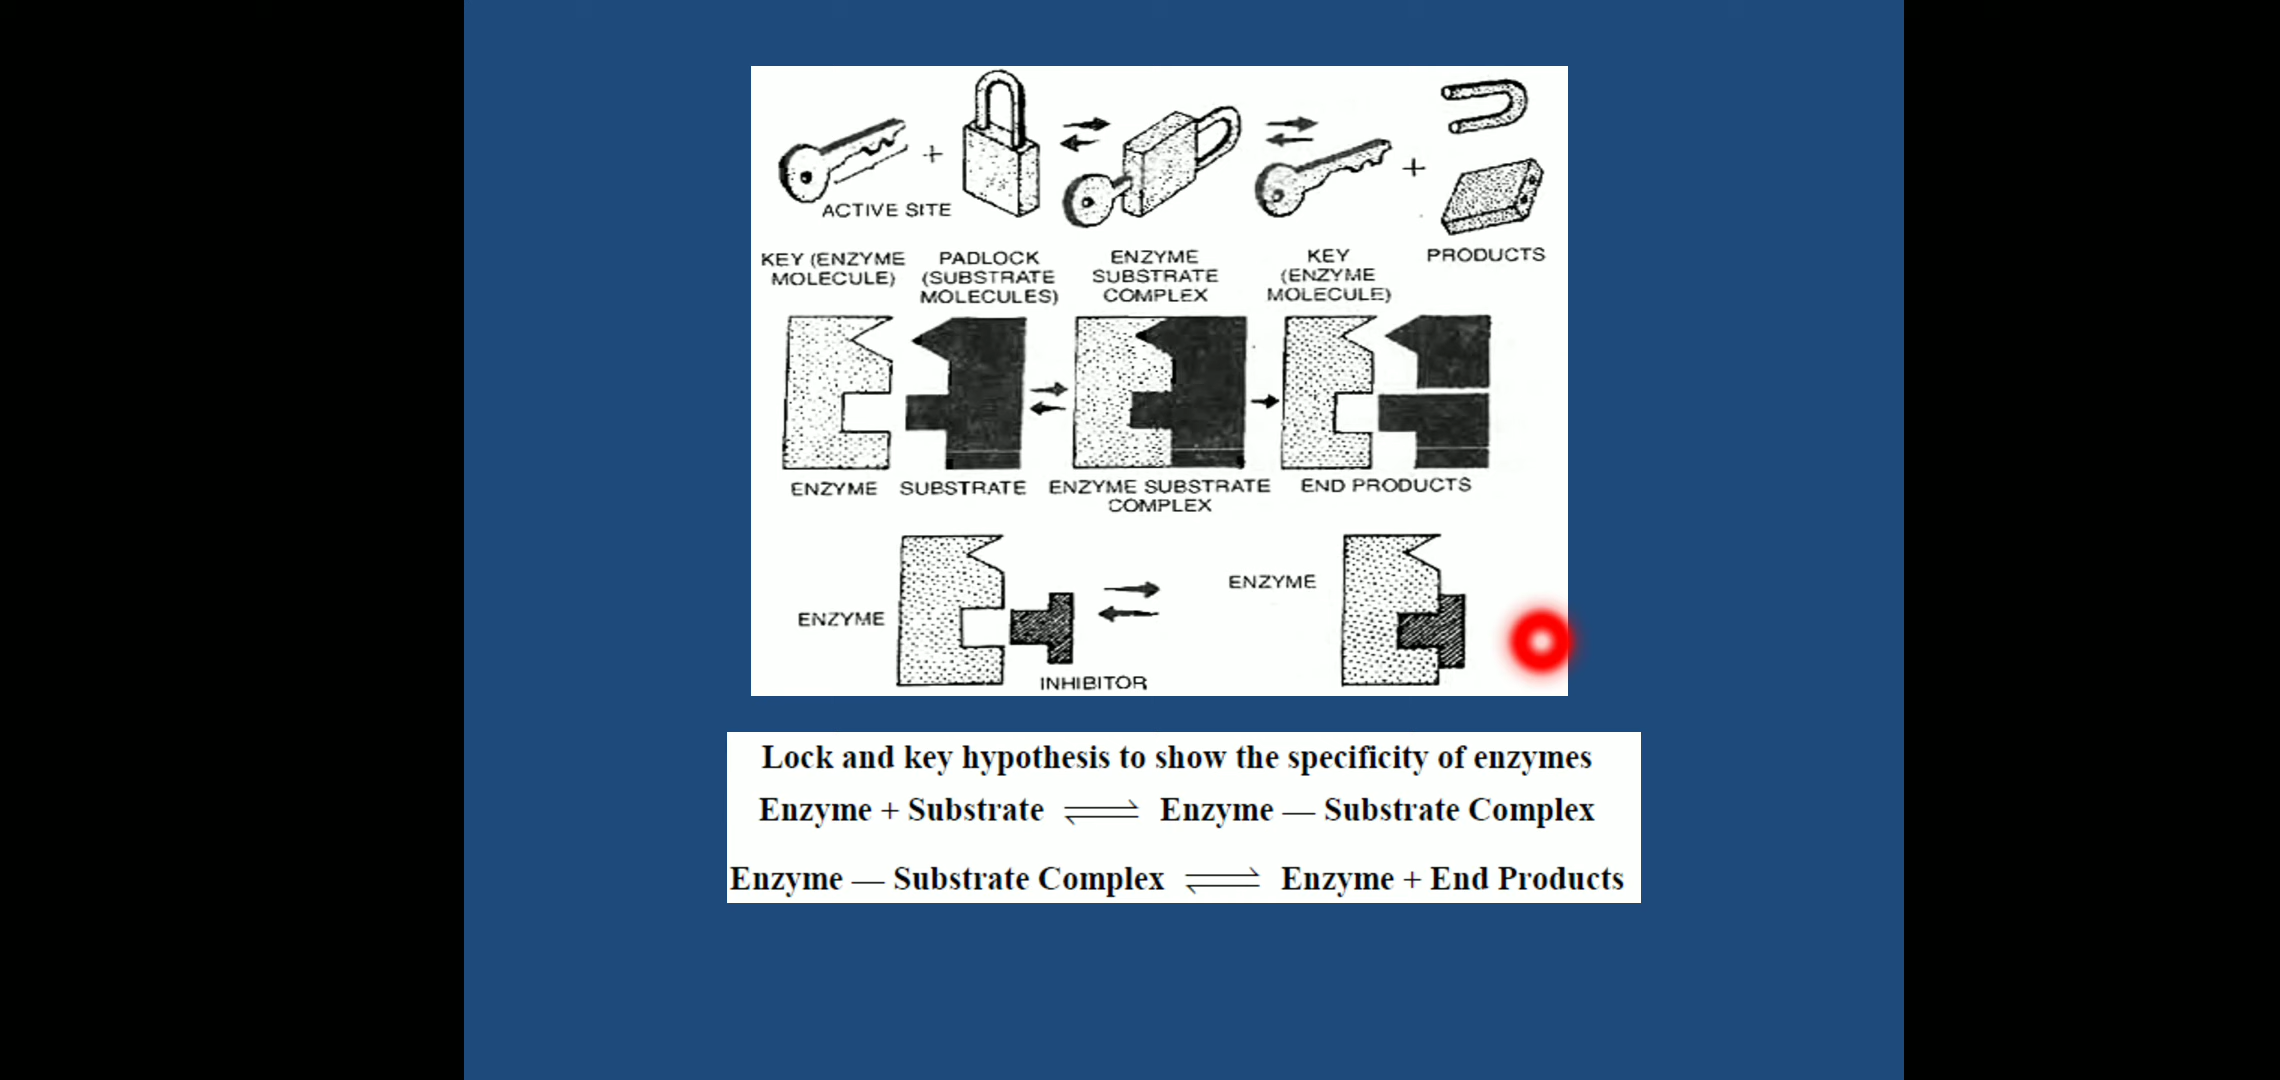 ACTIVE SITE
KEY (ENZYME
MOLECULE)
PADLOCK
(SUBSTRATE
MOLECULES)
ENZYME
SUBSTRATE
COMPLEX
KEY
(ENZYME
MOLECULE)
PRODUCTS
ENZYME
SUBSTRATE
ENZYME SUBSTRATE
COMPLEX
END PRODUCTS
ENZYME
INHIBITOR
ENZYME
Lock and key hypothesis to show the specificity of enzymes
Enzyme + Substrate ⇌ Enzyme — Substrate Complex
Enzyme — Substrate Complex ⇌ Enzyme + End Products